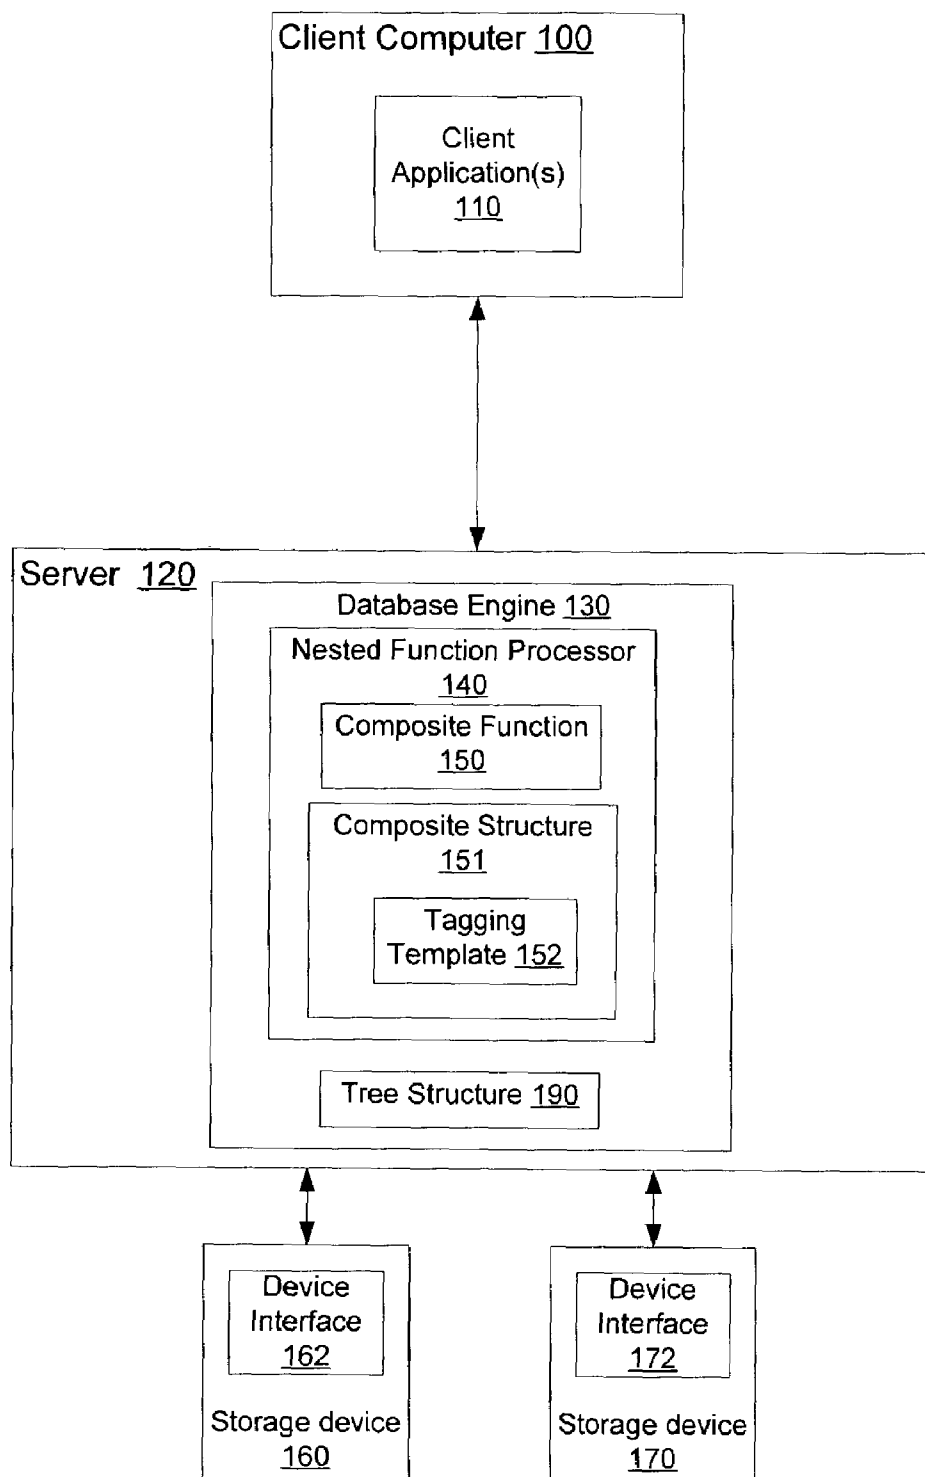 Client Computer 100
Client
Application(s)
110
Server 120
Database Engine 130
Nested Function Processor
140
Composite Function
150
Composite Structure
151
Tagging
Template 152
Tree Structure 190
Device
Interface
162
Storage device
160
Device
Interface
172
Storage device
170